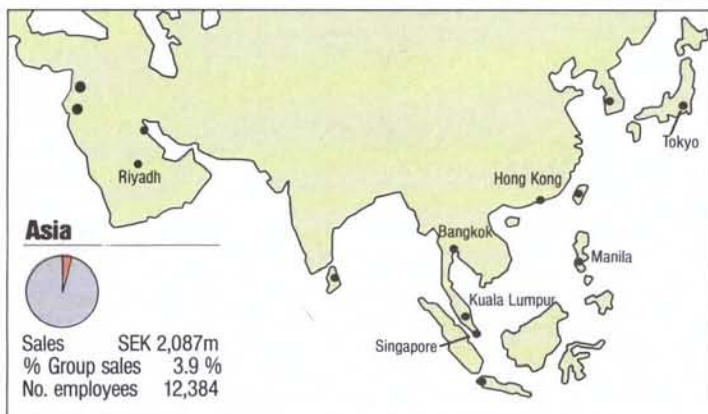 Tokyo
Riyadh
Hong Kong
Bangkok
Manila
Kuala Lumpur
Singapore
Asia
Sales SEK 2,087m
% Group sales 3.9 %
No. employees 12,384